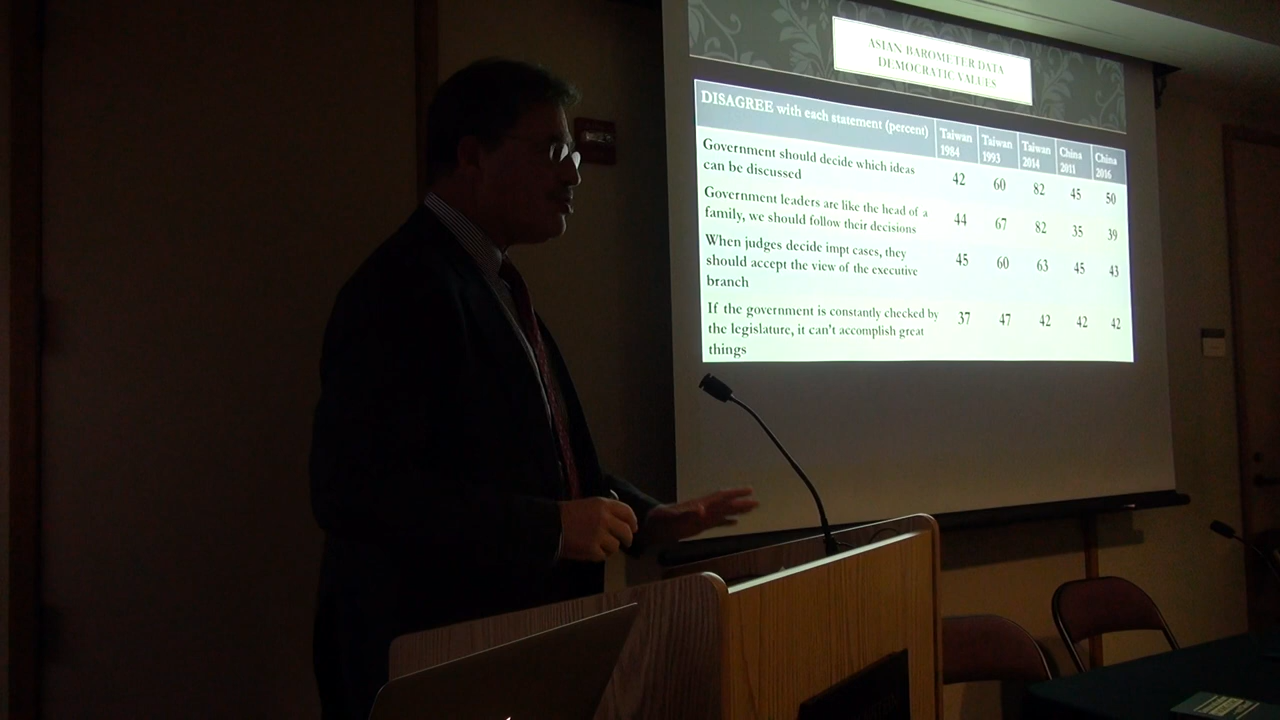 ASIAN BAROMETER DATA
DEMOCRATIC VALUES
DISAGREE with each statement (percent)
Taiwan 1984
Taiwan 1993
Taiwan 2014
China 2011
China 2016
Government should decide which ideas
can be discussed
42 60 82 45 50
Government leaders are like the head of a
family, we should follow their decisions
44 67 82 35 39
When judges decide impt cases, they
should accept the view of the executive
branch
45 60 63 45 43
If the government is constantly checked by
the legislature, it can't accomplish great
things
37 47 42 42 42